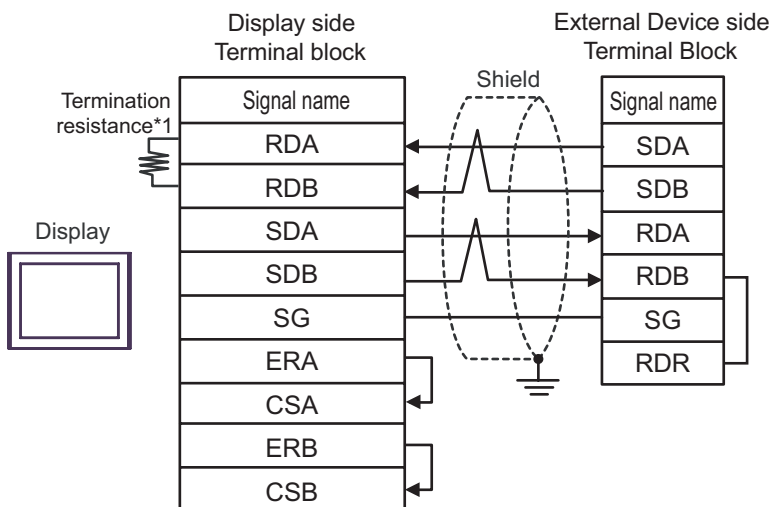 Display side
Terminal block
External Device side
Terminal Block
Shield
Termination
resistance*1
Signal name
Signal name
RDA
SDA
RDB
SDB
SDA
RDA
Display
SDB
RDB
SG
SG
ERA
RDR
CSA
ERB
CSB